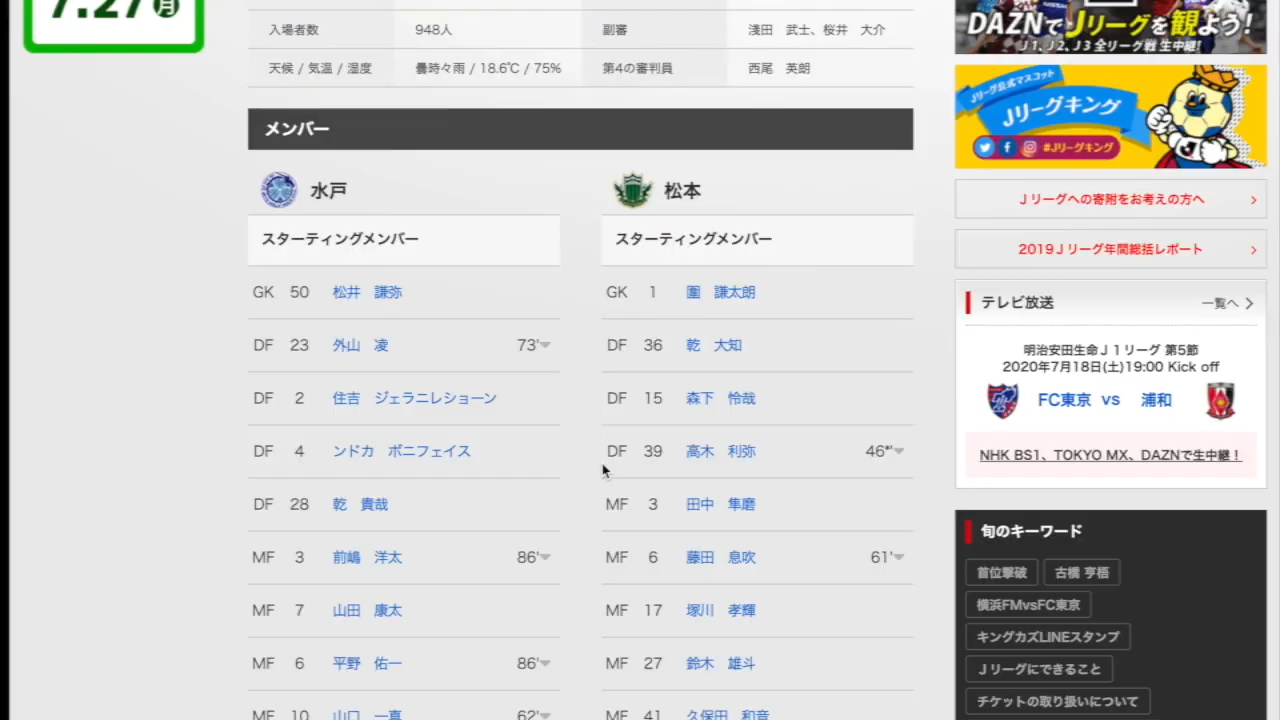 7.27 月
入場者数 948人 副審 淺田 武士、桜井 大介
天候 / 気温 / 湿度 曇時々雨 / 18.6℃ / 75% 第4の審判員 西尾 英朗
メンバー
水戸
スターティングメンバー
GK 50 松井 謙弥
DF 23 外山 凌 73'
DF 2 住吉 ジェラニレショーン
DF 4 ンドカ ボニフェイス
DF 28 乾 貴哉
MF 3 前嶋 洋太 86'
MF 7 山田 康太
MF 6 平野 佑一 86'
MF 10 山口 一真 62'
松本
スターティングメンバー
GK 1 圍 謙太朗
DF 36 乾 大知
DF 15 森下 怜哉
DF 39 高木 利弥 46*'
MF 3 田中 隼磨
MF 6 藤田 息吹 61'
MF 17 塚川 孝輝
MF 27 鈴木 雄斗
MF 41 久保田 和音
DAZNでJリーグを観よう!
J1、J2、J3 全リーグ戦 生中継!
Jリーグ公式マスコット
Jリーグキング
#Jリーグキング
Jリーグへの寄附をお考えの方へ
2019Jリーグ年間総括レポート
テレビ放送 一覧へ
明治安田生命J1リーグ 第5節
2020年7月18日(土)19:00 Kick off
FC東京 vs 浦和
NHK BS1、TOKYO MX、DAZNで生中継！
旬のキーワード
首位撃破 古橋 亨梧
横浜FMvsFC東京
キングカズLINEスタンプ
Jリーグにできること
チケットの取り扱いについて